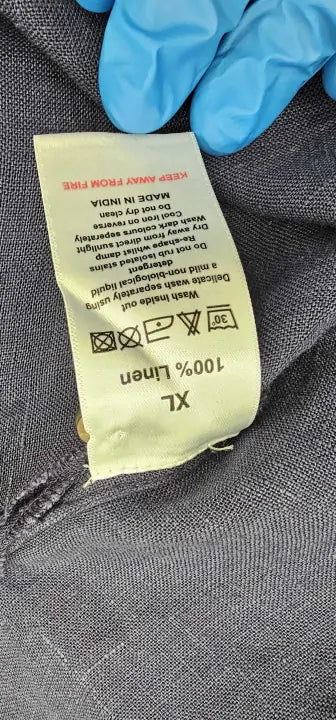 XL
100% Linen
30°
Wash inside out
Delicate wash separately using
a mild non-biological liquid
detergent
Do not rub isolated stains
Re-shape whilst damp
Dry away from direct sunlight
Wash dark colours seperately
Cool iron on reverse
Do not dry clean
MADE IN INDIA
KEEP AWAY FROM FIRE